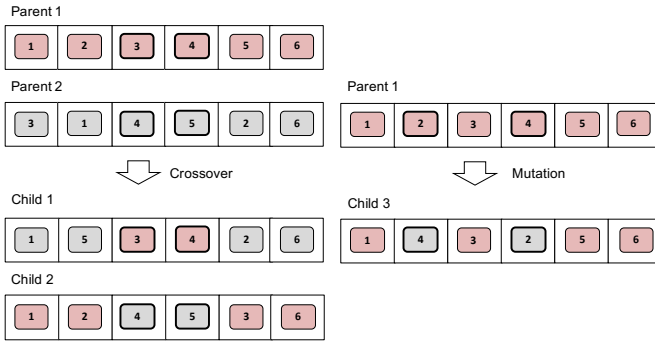 Parent 1
1 2 3 4 5 6
Parent 2
3 1 4 5 2 6
Crossover
Child 1
1 5 3 4 2 6
Child 2
1 2 4 5 3 6
Parent 1
1 2 3 4 5 6
Mutation
Child 3
1 4 3 2 5 6